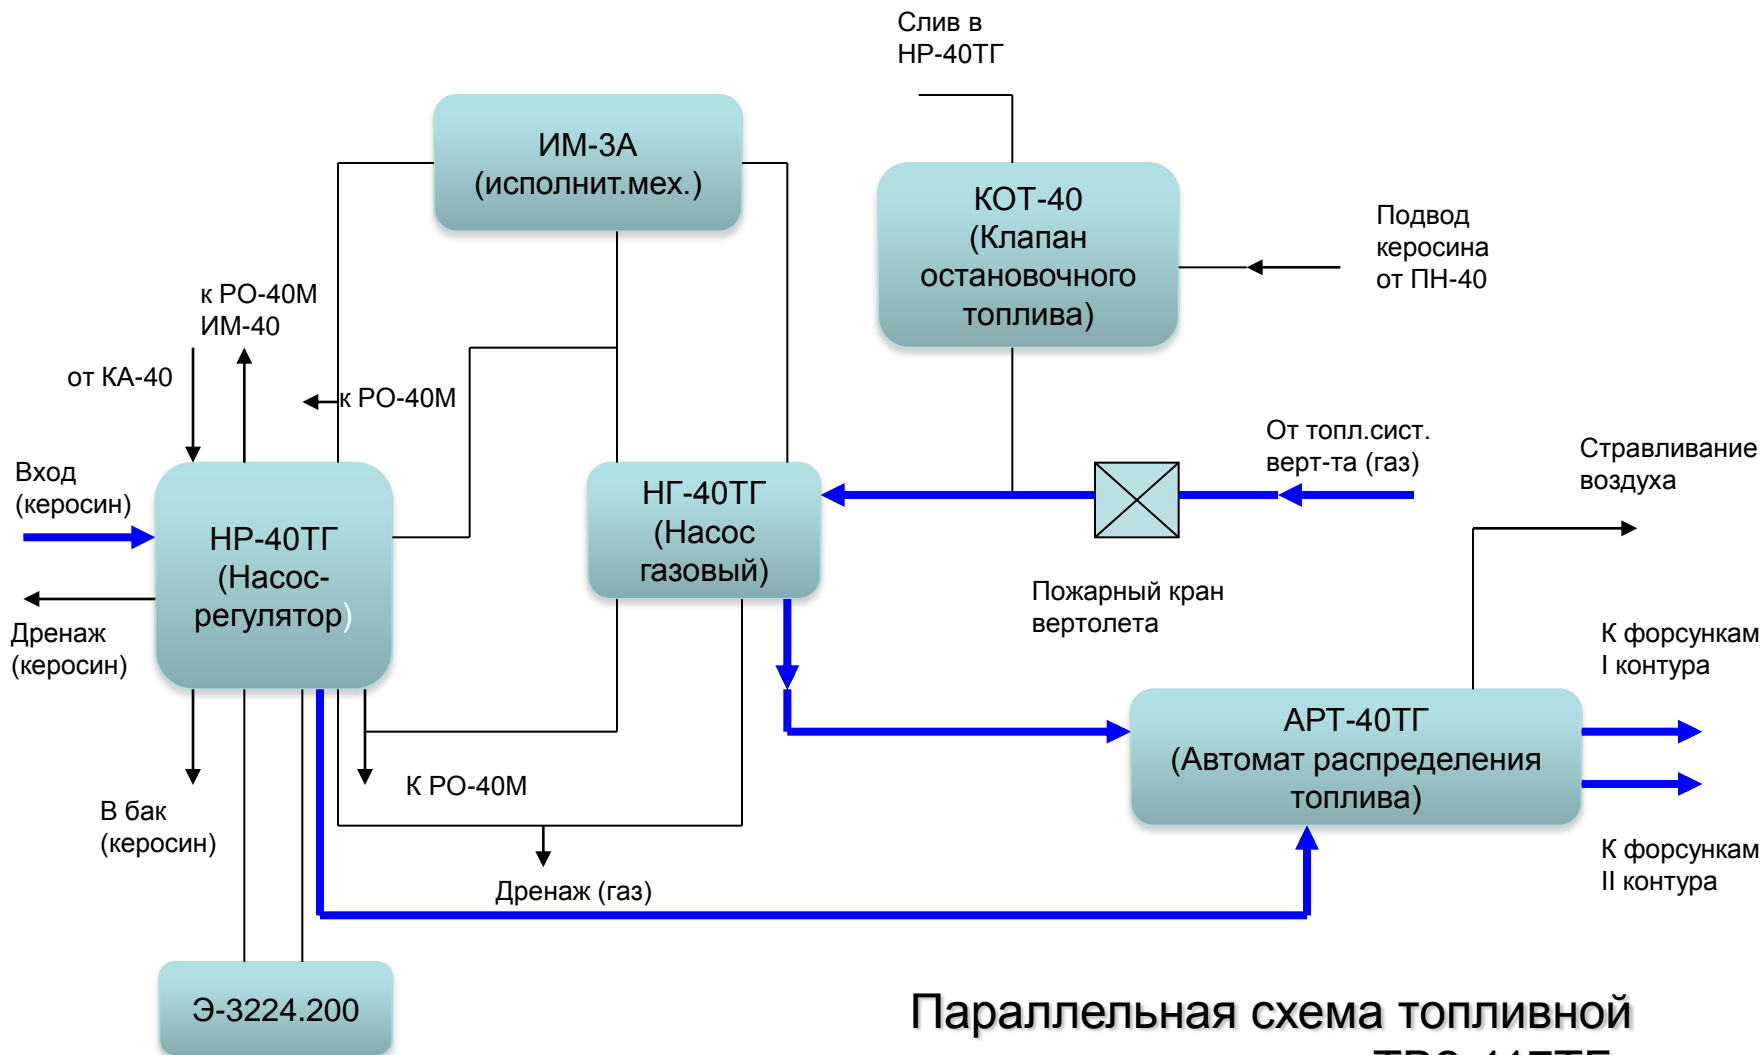 Слив в
НР-40ТГ
ИМ-3А
(исполнит.мех.)
КОТ-40
(Клапан
остановочного
топлива)
Подвод
керосина
от ПН-40
к РО-40М
ИМ-40
от КА-40
к РО-40М
Вход
(керосин)
НР-40ТГ
(Насос-
регулятор)
НГ-40ТГ
(Насос
газовый)
От топл.сист.
верт-та (газ)
Стравливание
воздуха
Пожарный кран
вертолета
Дренаж
(керосин)
К форсункам
I контура
АРТ-40ТГ
(Автомат распределения
топлива)
К РО-40М
В бак
(керосин)
Дренаж (газ)
К форсункам
II контура
Э-3224.200
Параллельная схема топливной